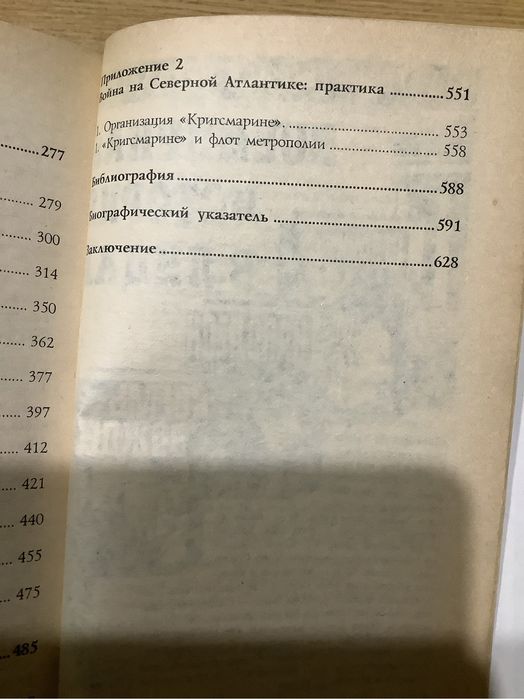 277
279
300
314
350
362
377
397
412
421
440
455
475
485
Приложение 2
Война на Северной Атлантике: практика 551
1. Организация «Кригсмарине». 553
1. «Кригсмарине» и флот метрополии 558
Библиография 588
Биографический указатель 591
Заключение 628